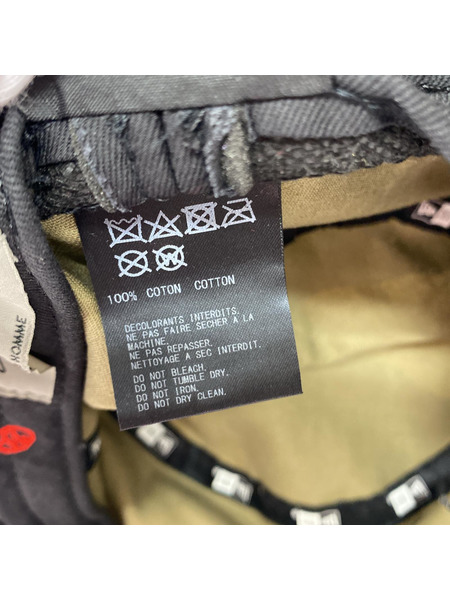 100% COTON COTTON
DECOLORANTS INTERDITS.
NE PAS FAIRE SECHER A LA
MACHINE.
NE PAS REPASSER.
NETTOYAGE A SEC INTERDIT.
DO NOT BLEACH.
DO NOT TUMBLE DRY.
DO NOT IRON.
DO NOT DRY CLEAN.
HOMME